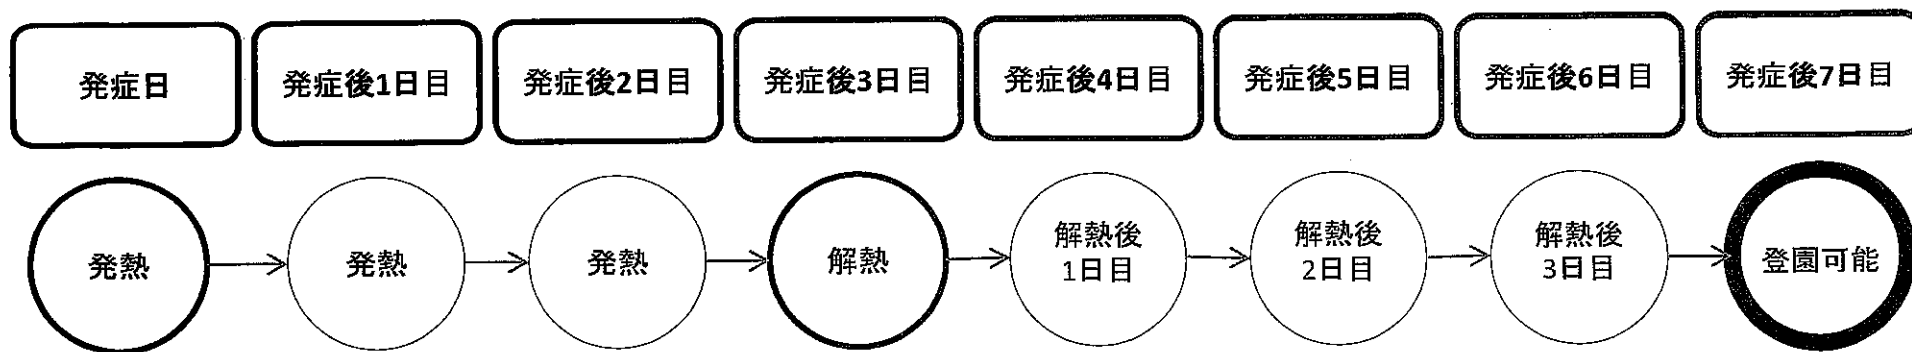 発症日
発症後1日目
発症後2日目
発症後3日目
発症後4日目
発症後5日目
発症後6日目
発症後7日目
発熱
発熱
発熱
解熱
解熱後
1日目
解熱後
2日目
解熱後
3日目
登園可能